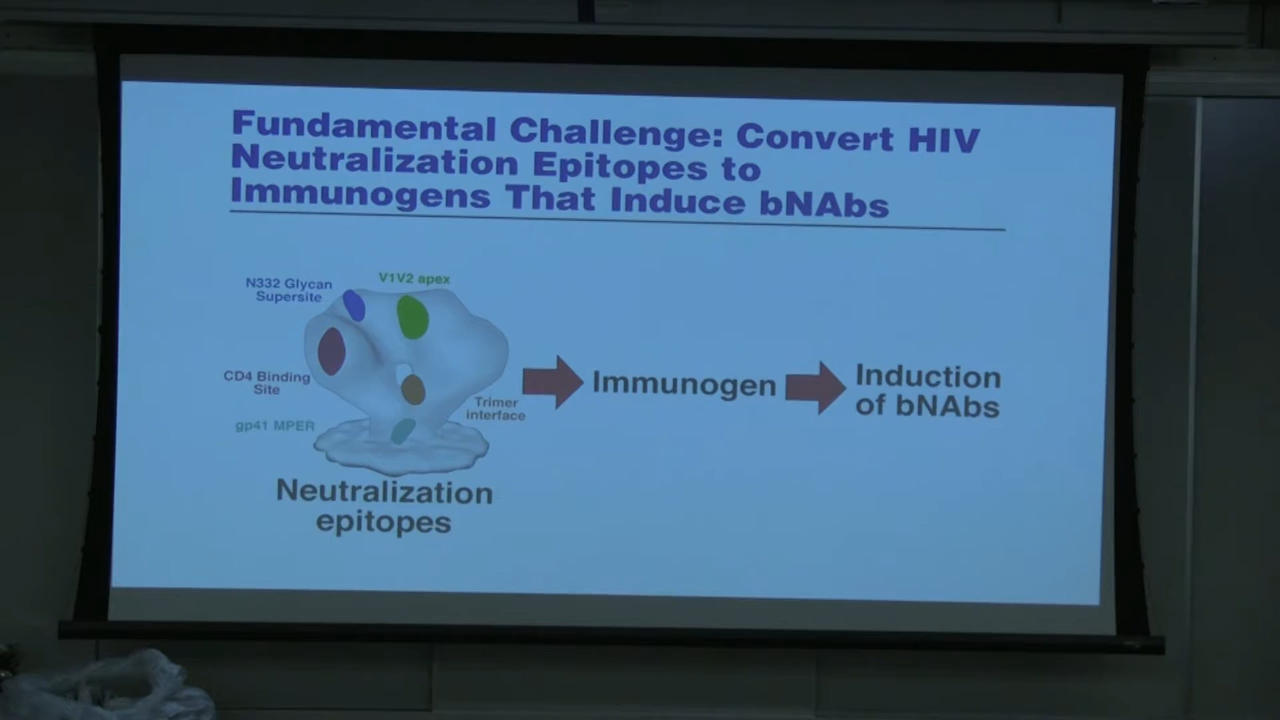 Fundamental Challenge: Convert HIV
Neutralization Epitopes to
Immunogens That Induce bNAbs
N332 Glycan
Supersite
V1V2 apex
CD4 Binding
Site
gp41 MPER
Trimer
interface
Neutralization
epitopes
Immunogen
Induction
of bNAbs